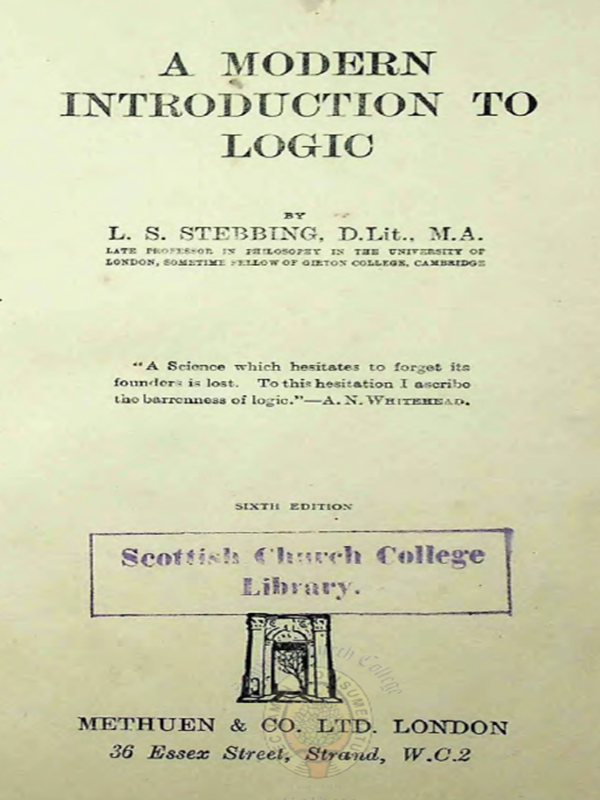 A MODERN
INTRODUCTION TO
LOGIC
BY
L. S. STEBBING, D.Lit., M.A.
LATE PROFESSOR IN PHILOSOPHY IN THE UNIVERSITY OF
LONDON, SOMETIME FELLOW OF GIRTON COLLEGE, CAMBRIDGE
"A Science which hesitates to forget its
founders is lost. To this hesitation I ascribe
the barrenness of logic."—A. N. WHITEHEAD.
SIXTH EDITION
Scottish Church College
Library.
METHUEN & CO. LTD. LONDON
36 Essex Street, Strand, W.C.2